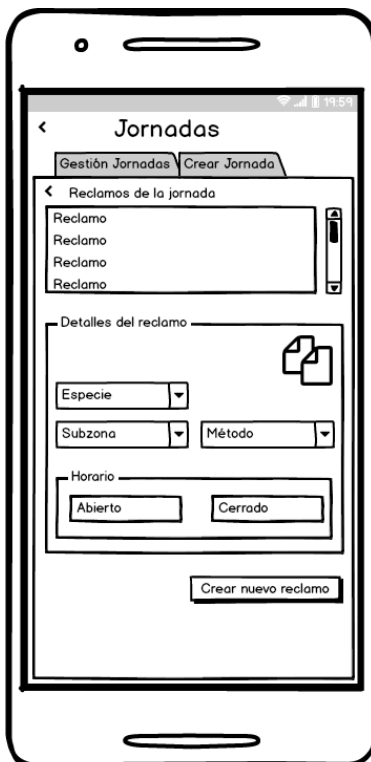 19:59
Jornadas
Gestión Jornadas Crear Jornada
Reclamos de la jornada
Reclamo
Reclamo
Reclamo
Reclamo
Detalles del reclamo
Especie
Subzona Método
Horario
Abierto Cerrado
Crear nuevo reclamo